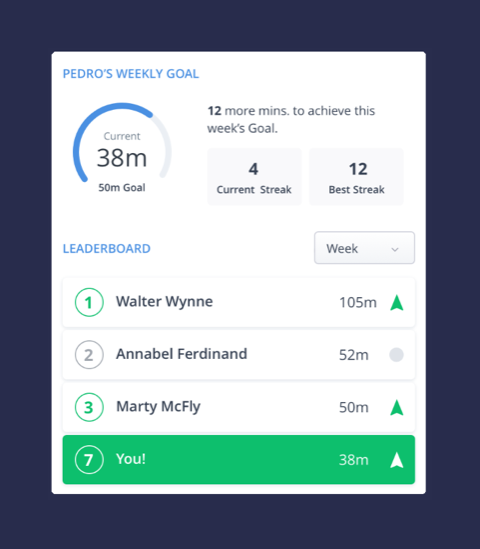 PEDRO'S WEEKLY GOAL
Current
38m
50m Goal
12 more mins. to achieve this
week's Goal.
4
Current Streak
12
Best Streak
LEADERBOARD
Week
1 Walter Wynne 105m
2 Annabel Ferdinand 52m
3 Marty McFly 50m
7 You! 38m